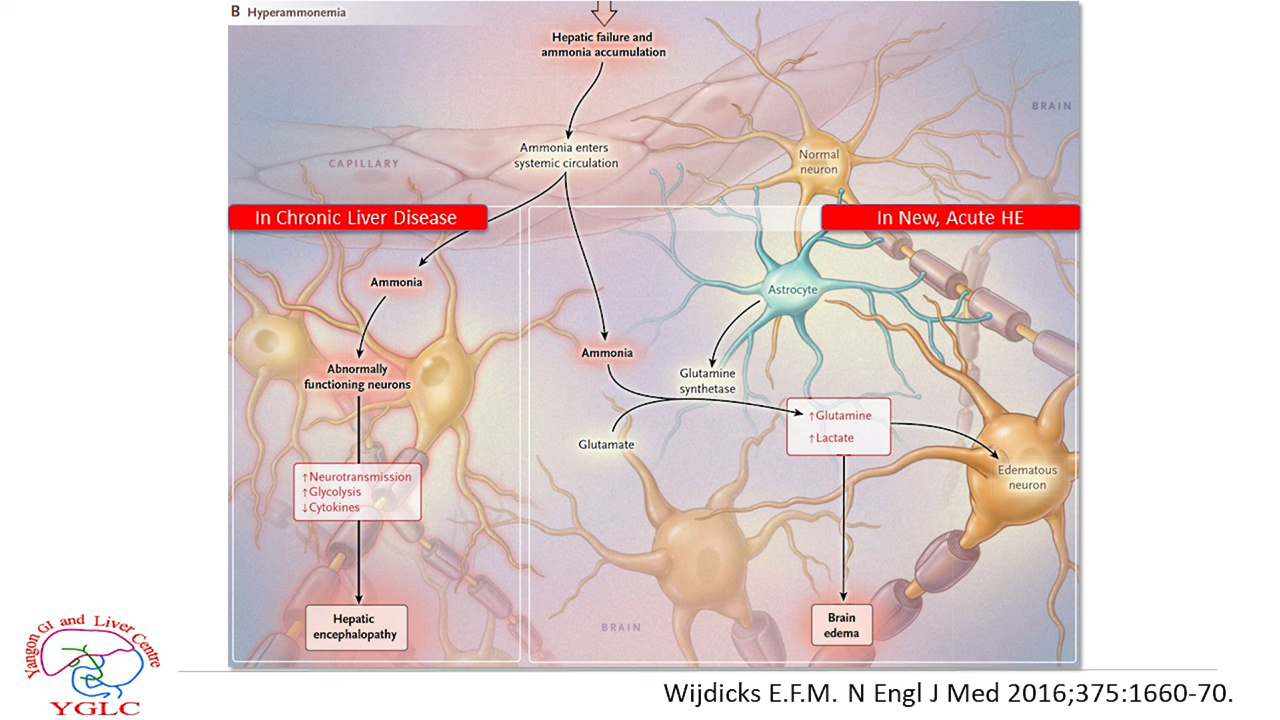 B Hyperammonemia
Hepatic failure and
ammonia accumulation
BRAIN
Ammonia enters
systemic circulation
CAPILLARY
Normal
neuron
In Chronic Liver Disease
In New, Acute HE
Ammonia
Astrocyte
Ammonia
Abnormally
functioning neurons
Glutamine
synthetase
↑Glutamine
↑Lactate
Glutamate
Edematous
neuron
↑Neurotransmission
↑Glycolysis
↓Cytokines
Hepatic
encephalopathy
BRAIN
Brain
edema
Yangon GI and Liver Centre
YGLC
Wijdicks E.F.M. N Engl J Med 2016;375:1660-70.